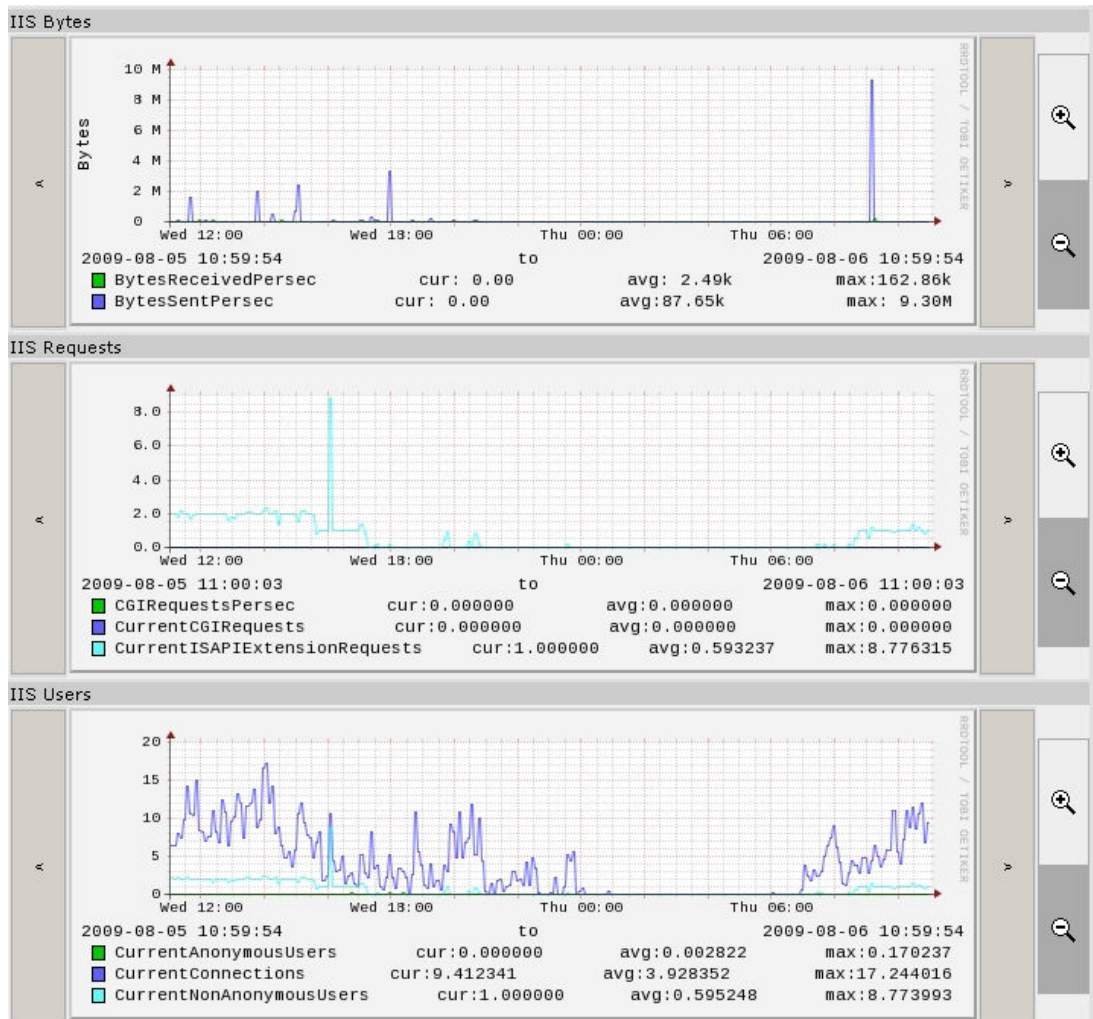 IIS Bytes
RRDTOOL / TOBI OETIKER
Bytes
10 M
8 M
6 M
4 M
2 M
0
Wed 12:00 Wed 18:00 Thu 00:00 Thu 06:00
2009-08-05 10:59:54 to 2009-08-06 10:59:54
BytesReceivedPersec cur: 0.00 avg: 2.49k max:162.86k
BytesSentPersec cur: 0.00 avg:87.65k max: 9.30M
IIS Requests
RRDTOOL / TOBI OETIKER
8.0
6.0
4.0
2.0
0.0
Wed 12:00 Wed 18:00 Thu 00:00 Thu 06:00
2009-08-05 11:00:03 to 2009-08-06 11:00:03
CGIRequestsPersec cur:0.000000 avg:0.000000 max:0.000000
CurrentCGIRequests cur:0.000000 avg:0.000000 max:0.000000
CurrentISAPIExtensionRequests cur:1.000000 avg:0.593237 max:8.776315
IIS Users
RRDTOOL / TOBI OETIKER
20
15
10
5
0
Wed 12:00 Wed 18:00 Thu 00:00 Thu 06:00
2009-08-05 10:59:54 to 2009-08-06 10:59:54
CurrentAnonymousUsers cur:0.000000 avg:0.002822 max:0.170237
CurrentConnections cur:9.412341 avg:3.928352 max:17.244016
CurrentNonAnonymousUsers cur:1.000000 avg:0.595248 max:8.773993